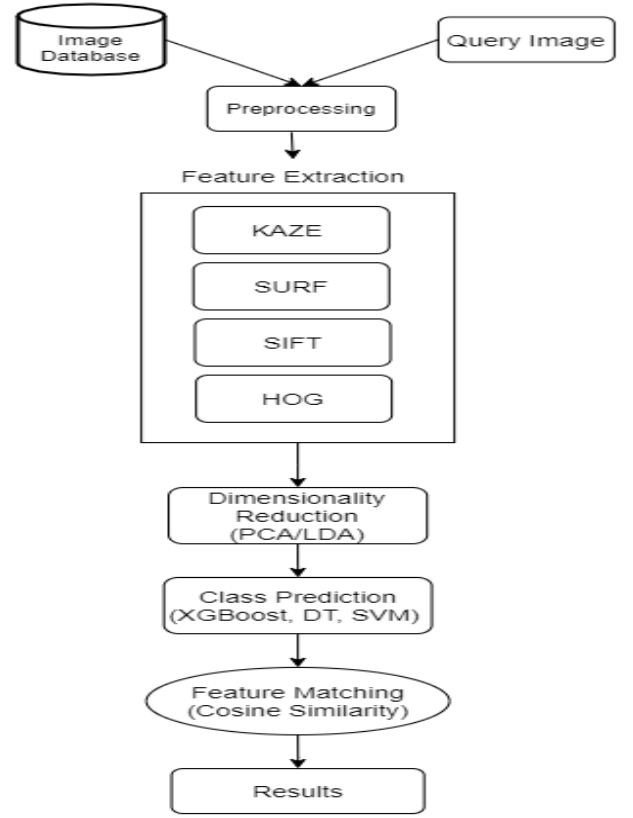 Image
Database
Query Image
Preprocessing
Feature Extraction
KAZE
SURF
SIFT
HOG
Dimensionality
Reduction
(PCA/LDA)
Class Prediction
(XGBoost, DT, SVM)
Feature Matching
(Cosine Similarity)
Results